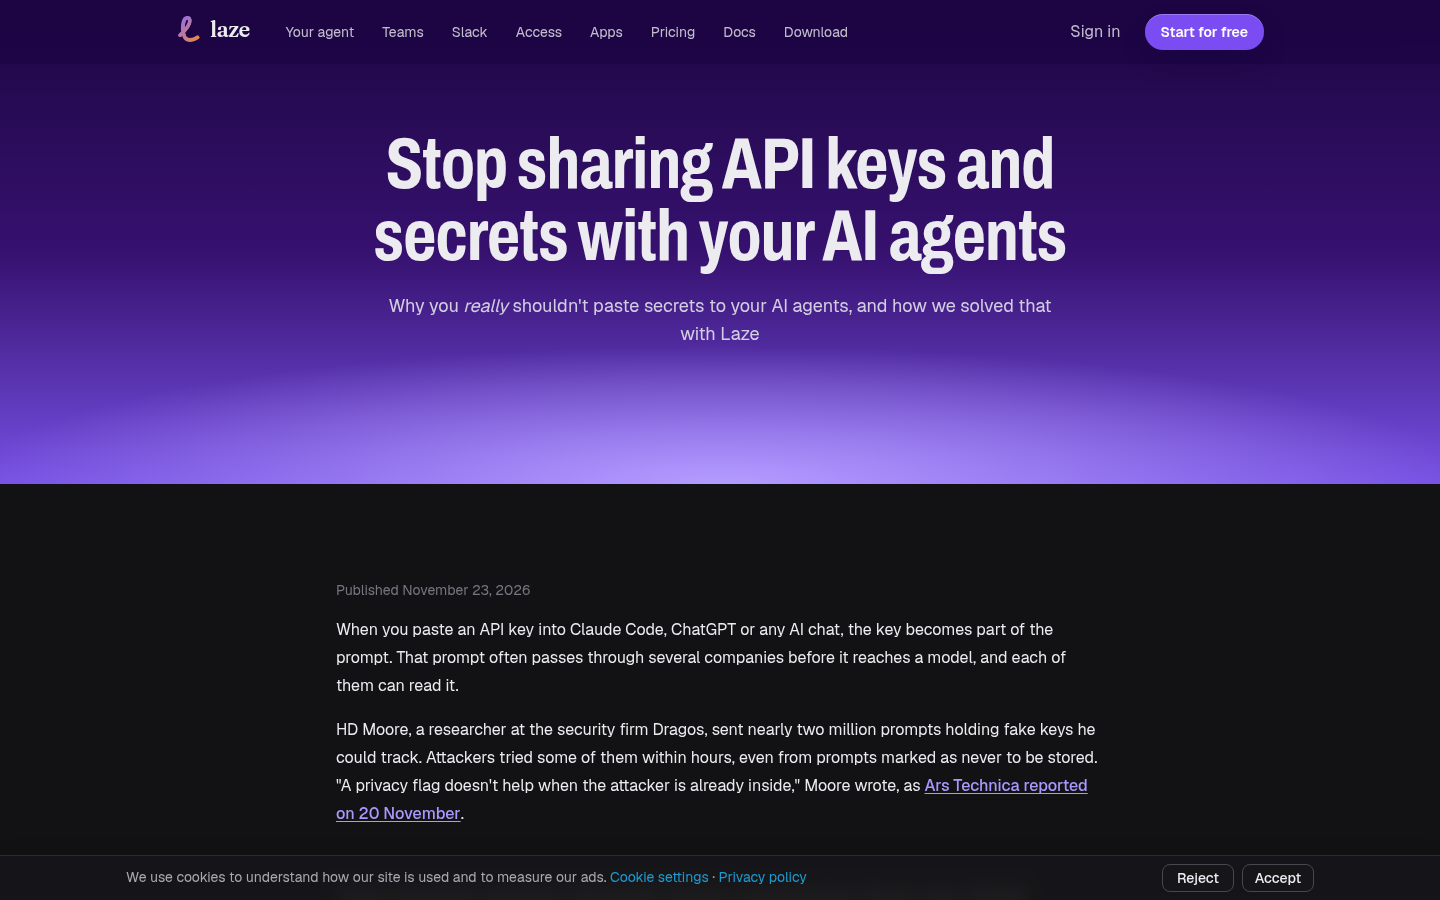 laze
Your agent
Teams
Slack
Access
Apps
Pricing
Docs
Download
Sign in
Start for free
Stop sharing API keys and
secrets with your AI agents
Why you really shouldn't paste secrets to your AI agents, and how we solved that
with Laze
Published November 23, 2026
When you paste an API key into Claude Code, ChatGPT or any AI chat, the key becomes part of the
prompt. That prompt often passes through several companies before it reaches a model, and each of
them can read it.
HD Moore, a researcher at the security firm Dragos, sent nearly two million prompts holding fake keys he
could track. Attackers tried some of them within hours, even from prompts marked as never to be stored.
"A privacy flag doesn't help when the attacker is already inside," Moore wrote, as Ars Technica reported
on 20 November.
We use cookies to understand how our site is used and to measure our ads. Cookie settings · Privacy policy
Reject
Accept